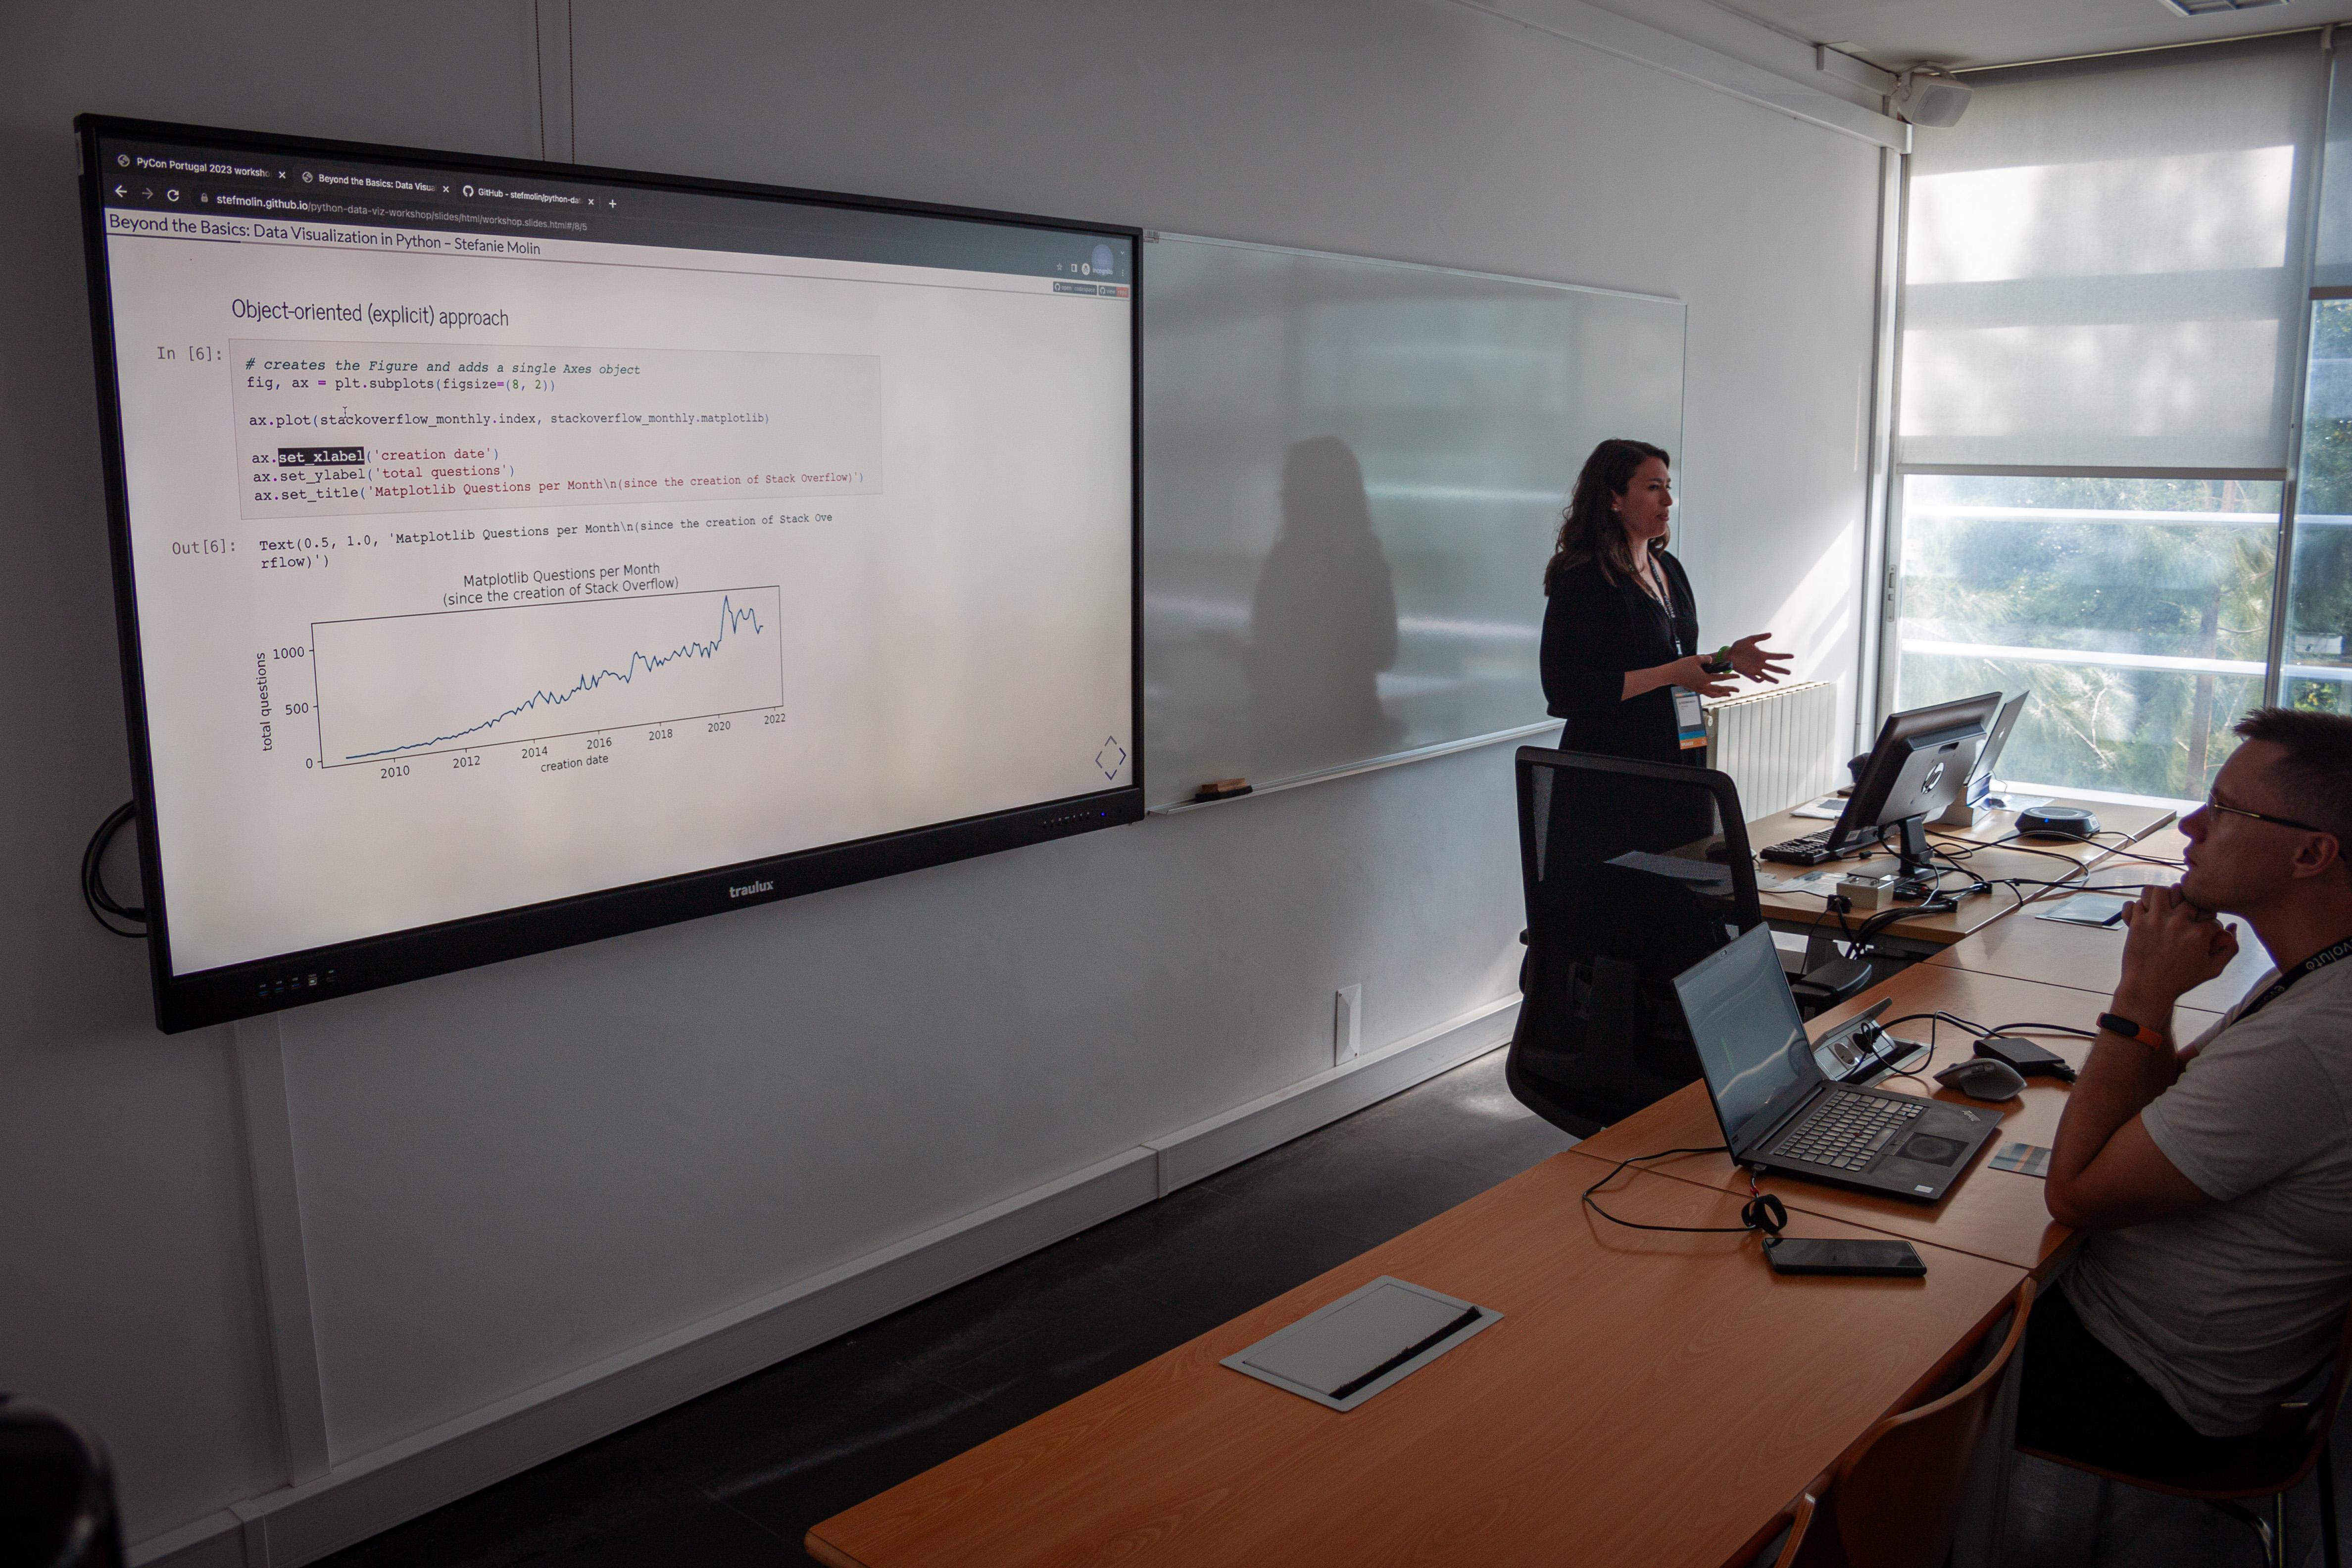 PyCon Portugal 2023 worksho
Beyond the Basics: Data Visua
GitHub - stefmolin/python-da
stefmolin.github.io/python-data-viz-workshop/slides/html/workshop.slides.html#/8/5
Beyond the Basics: Data Visualization in Python – Stefanie Molin
Object-oriented (explicit) approach
In [6]:
# creates the Figure and adds a single Axes object
fig, ax = plt.subplots(figsize=(8, 2))
ax.plot(stackoverflow_monthly.index, stackoverflow_monthly.matplotlib)
ax.set_xlabel('creation date')
ax.set_ylabel('total questions')
ax.set_title('Matplotlib Questions per Month\n(since the creation of Stack Overflow)')
Out[6]:
Text(0.5, 1.0, 'Matplotlib Questions per Month\n(since the creation of Stack Ove
rflow)')
Matplotlib Questions per Month
(since the creation of Stack Overflow)
total questions
1000
500
0
2010 2012 2014 2016 2018 2020 2022
creation date
traulux
hp